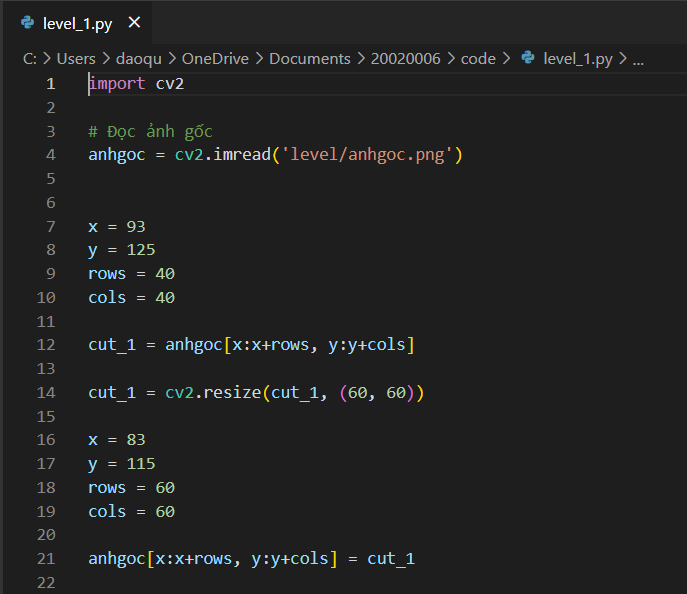 level_1.py ×
C: > Users > daoqu > OneDrive > Documents > 20020006 > code > level_1.py > ...
1 import cv2
2
3 # Đọc ảnh gốc
4 anhgoc = cv2.imread('level/anhgoc.png')
5
6
7 x = 93
8 y = 125
9 rows = 40
10 cols = 40
11
12 cut_1 = anhgoc[x:x+rows, y:y+cols]
13
14 cut_1 = cv2.resize(cut_1, (60, 60))
15
16 x = 83
17 y = 115
18 rows = 60
19 cols = 60
20
21 anhgoc[x:x+rows, y:y+cols] = cut_1
22